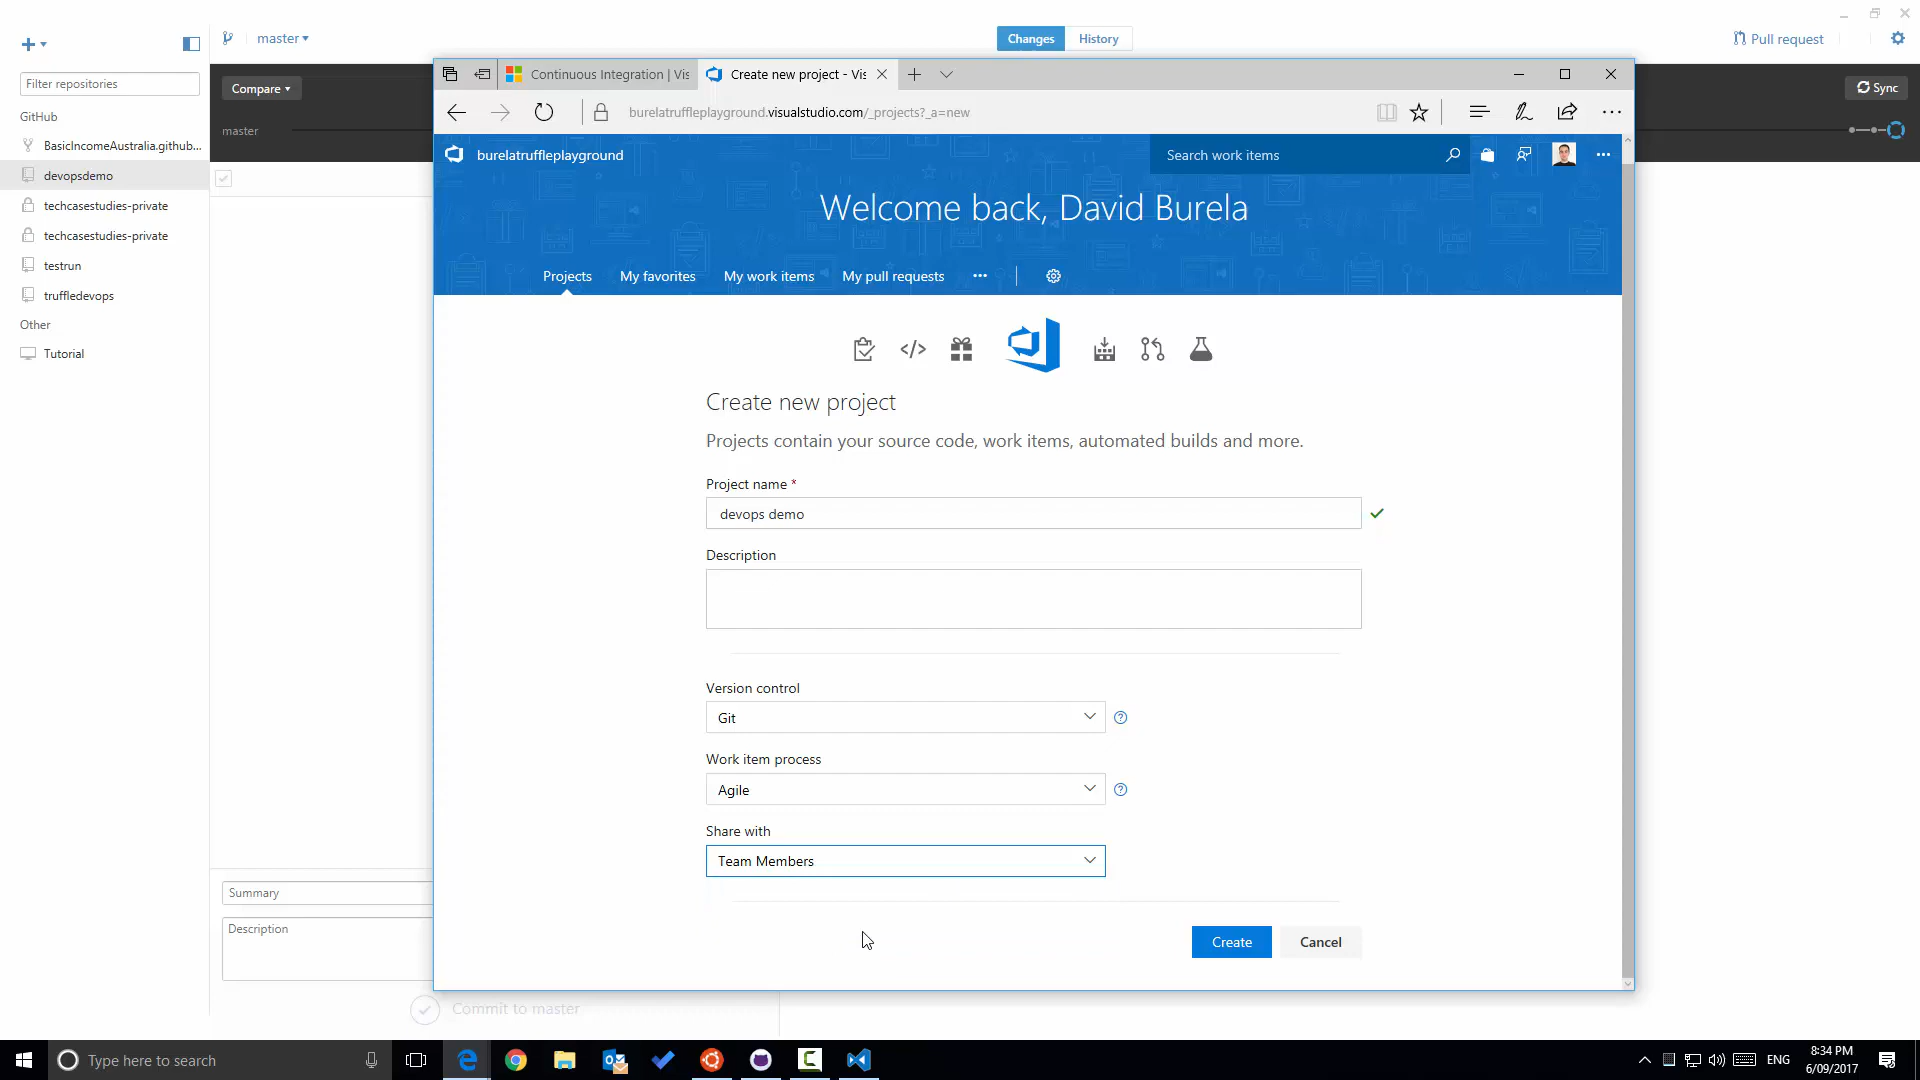 master
Changes
History
Pull request
Filter repositories
GitHub
BasicIncomeAustralia.github...
devopsdemo
techcasestudies-private
techcasestudies-private
testrun
truffledevops
Other
Tutorial
Compare
master
Sync
Summary
Description
Commit to master
Continuous Integration | Vis
Create new project - Vis
burelatruffleplayground.visualstudio.com/_projects?_a=new
burelatruffleplayground
Search work items
Welcome back, David Burela
Projects
My favorites
My work items
My pull requests
Create new project
Projects contain your source code, work items, automated builds and more.
Project name *
devops demo
Description
Version control
Git
Work item process
Agile
Share with
Team Members
Create
Cancel
Type here to search
ENG
8:34 PM
6/09/2017